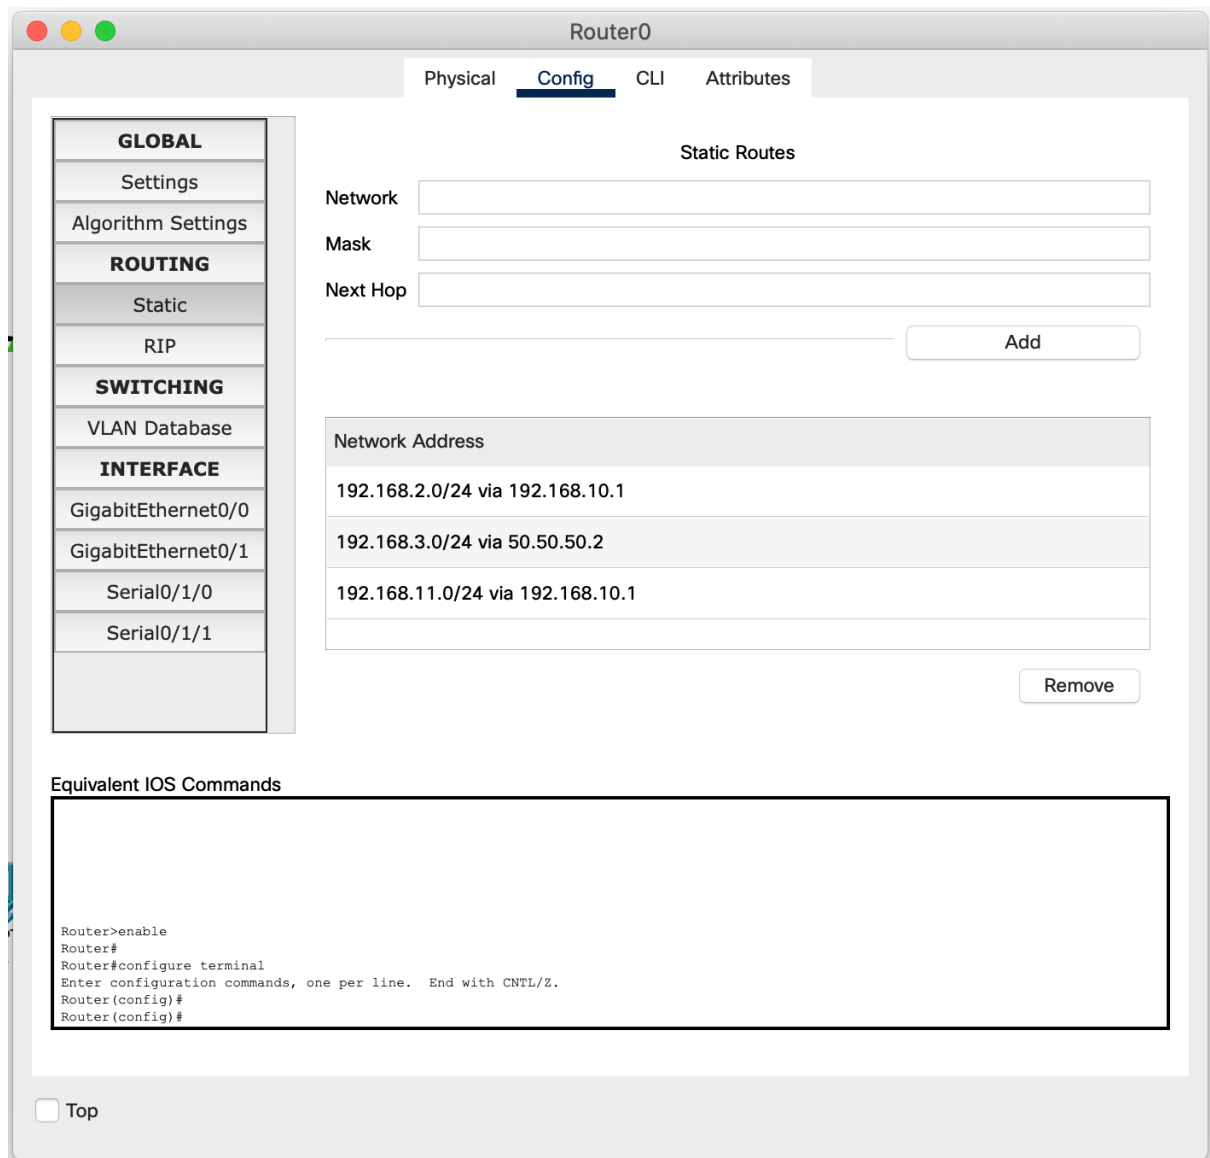 Router0
Physical Config CLI Attributes
GLOBAL
Settings
Algorithm Settings
ROUTING
Static
RIP
SWITCHING
VLAN Database
INTERFACE
GigabitEthernet0/0
GigabitEthernet0/1
Serial0/1/0
Serial0/1/1
Static Routes
Network
Mask
Next Hop
Add
Network Address
192.168.2.0/24 via 192.168.10.1
192.168.3.0/24 via 50.50.50.2
192.168.11.0/24 via 192.168.10.1
Remove
Equivalent IOS Commands
Router>enable
Router#
Router#configure terminal
Enter configuration commands, one per line.  End with CNTL/Z.
Router(config)#
Router(config)#
Top